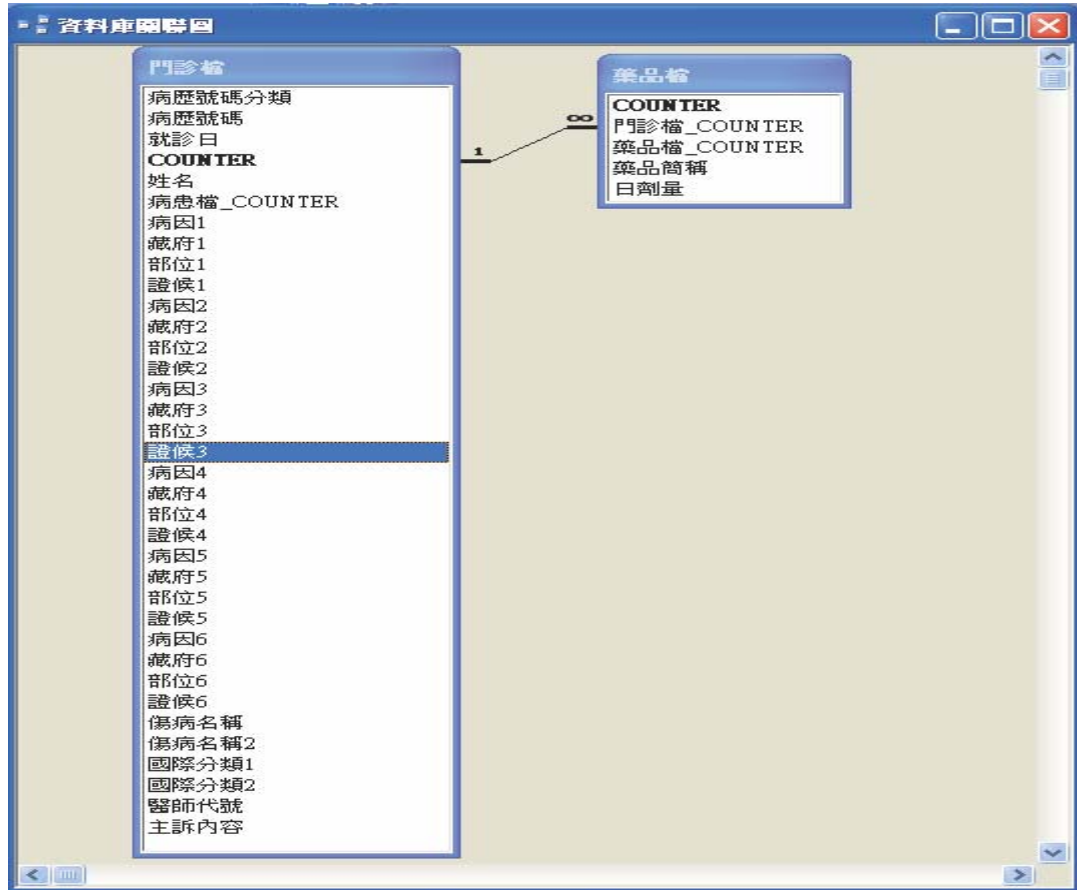 資料庫關聯圖
門診檔
病歷號碼分類
病歷號碼
就診日
COUNTER
姓名
病患檔_COUNTER
病因1
藏府1
部位1
證候1
病因2
藏府2
部位2
證候2
病因3
藏府3
部位3
證候3
病因4
藏府4
部位4
證候4
病因5
藏府5
部位5
證候5
病因6
藏府6
部位6
證候6
傷病名稱
傷病名稱2
國際分類1
國際分類2
醫師代號
主訴內容
1
∞
藥品檔
COUNTER
門診檔_COUNTER
藥品檔_COUNTER
藥品簡稱
日劑量